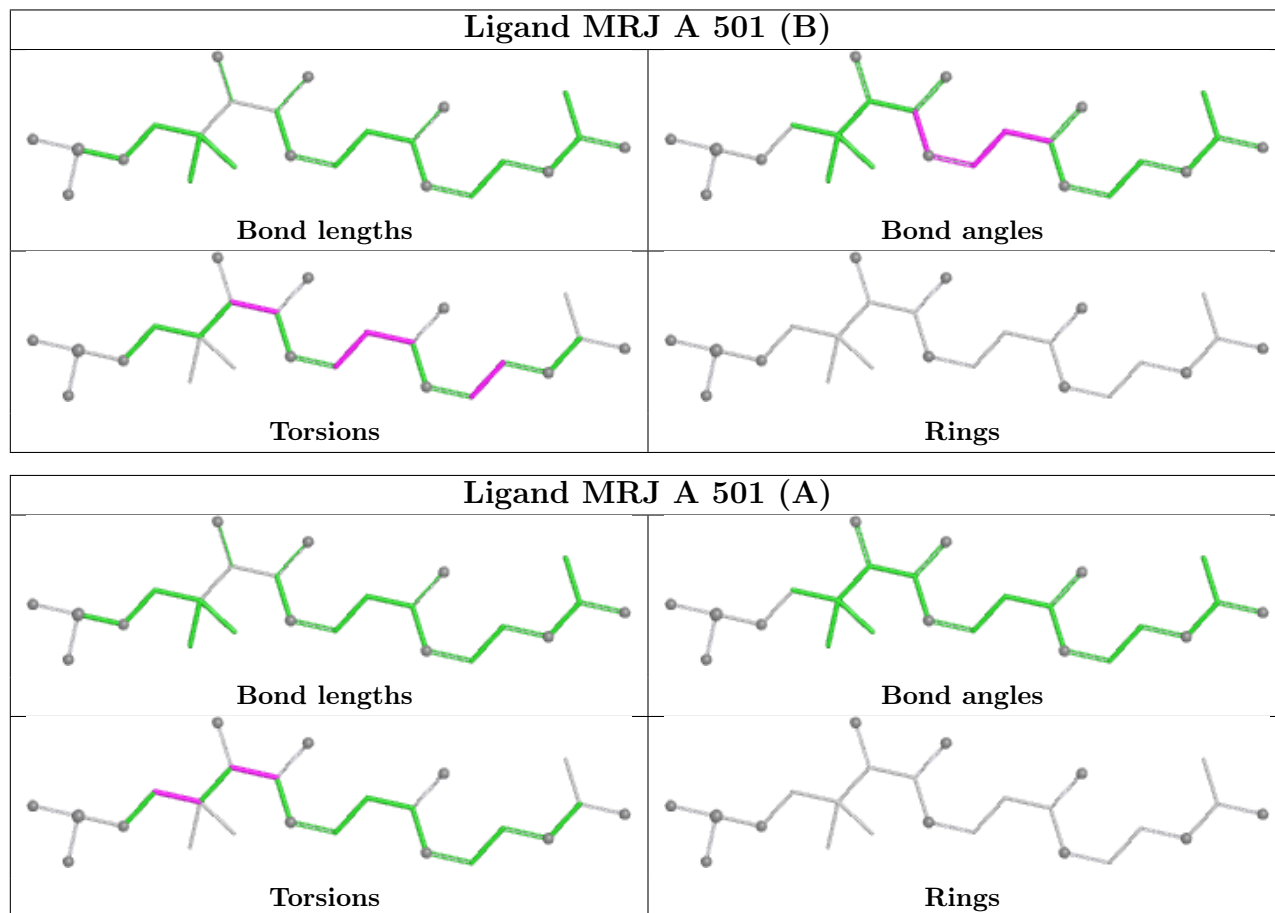 Ligand MRJ A 501 (B)
Bond lengths
Bond angles
Torsions
Rings
Ligand MRJ A 501 (A)
Bond lengths
Bond angles
Torsions
Rings